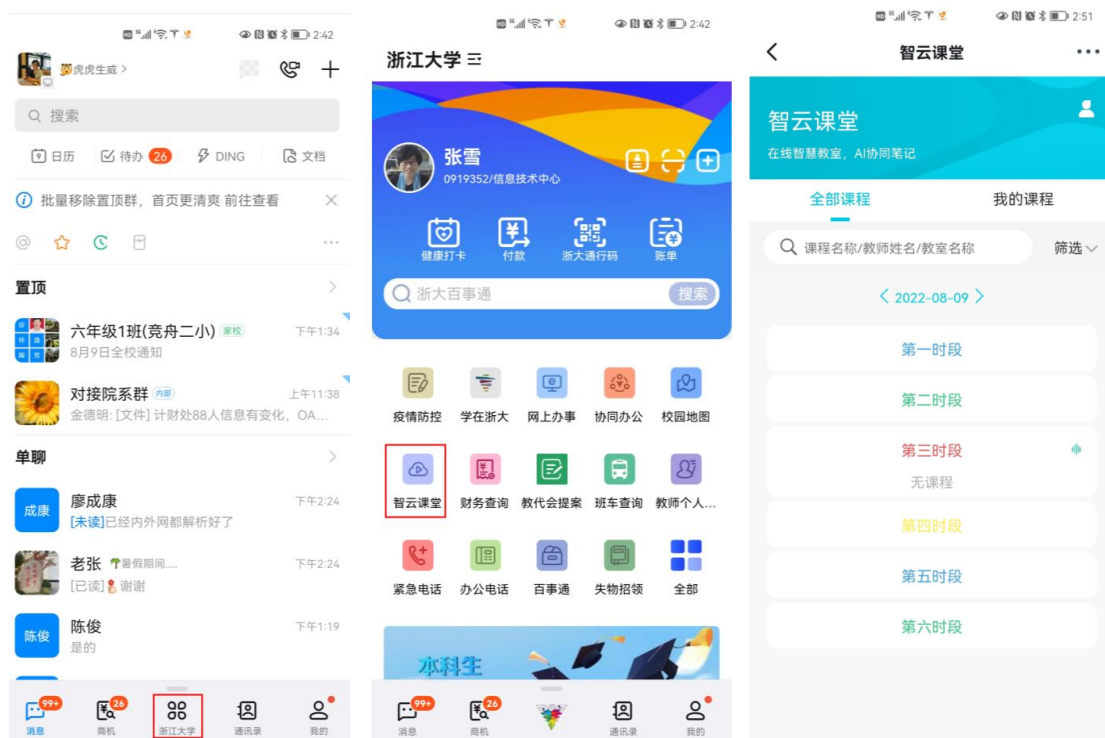 2:42
虎虎生威 >
搜索
日历
待办 26
DING
文档
批量移除置顶群，首页更清爽 前往查看
置顶
六年级1班(竞舟二小) 家校 下午1:34
8月9日全校通知
对接院系群 内部 上午11:38
金德明: [文件] 计财处88人信息有变化，OA...
单聊
成康
廖成康 下午2:24
[未读]已经内外网都解析好了
老张 暑假期间.... 下午2:24
[已读] 谢谢
陈俊
陈俊 下午1:19
是的
99+ 26
消息 商机 浙江大学 通讯录 我的
2:42
浙江大学
张雪
0919352/信息技术中心
健康打卡 付款 浙大通行码 账单
浙大百事通 搜索
疫情防控 学在浙大 网上办事 协同办公 校园地图
智云课堂 财务查询 教代会提案 班车查询 教师个人...
紧急电话 办公电话 百事通 失物招领 全部
本科生
99+ 26
消息 商机 通讯录 我的
2:51
智云课堂
智云课堂
在线智慧教室，AI协同笔记
全部课程 我的课程
课程名称/教师姓名/教室名称 筛选
< 2022-08-09 >
第一时段
第二时段
第三时段
无课程
第四时段
第五时段
第六时段